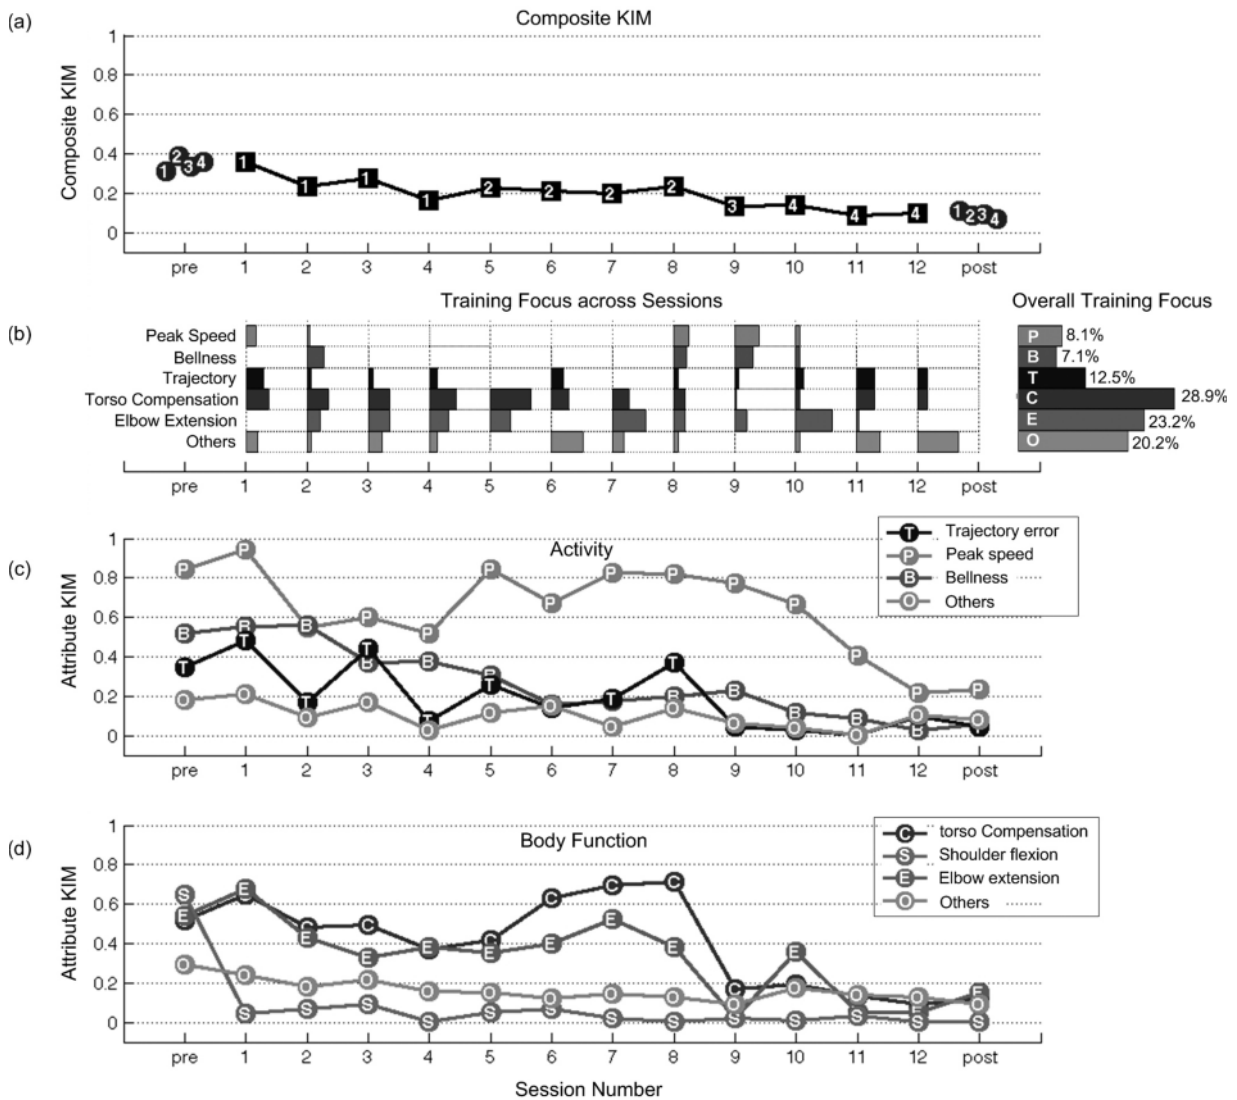 (a)
Composite KIM
Composite KIM
1
0.8
0.6
0.4
0.2
0
1 2 3 4 1 2 1 1 2 2 2 2 3 4 4 4 1 2 3 4
pre 1 2 3 4 5 6 7 8 9 10 11 12 post
Training Focus across Sessions
Overall Training Focus
(b)
Peak Speed
Bellness
Trajectory
Torso Compensation
Elbow Extension
Others
P 8.1%
B 7.1%
T 12.5%
C 28.9%
E 23.2%
O 20.2%
pre 1 2 3 4 5 6 7 8 9 10 11 12 post
(c)
Activity
Attribute KIM
1
0.8
0.6
0.4
0.2
0
T Trajectory error
P Peak speed
B Bellness
O Others
pre 1 2 3 4 5 6 7 8 9 10 11 12 post
(d)
Body Function
Attribute KIM
1
0.8
0.6
0.4
0.2
0
C torso Compensation
S Shoulder flexion
E Elbow extension
O Others
pre 1 2 3 4 5 6 7 8 9 10 11 12 post
Session Number